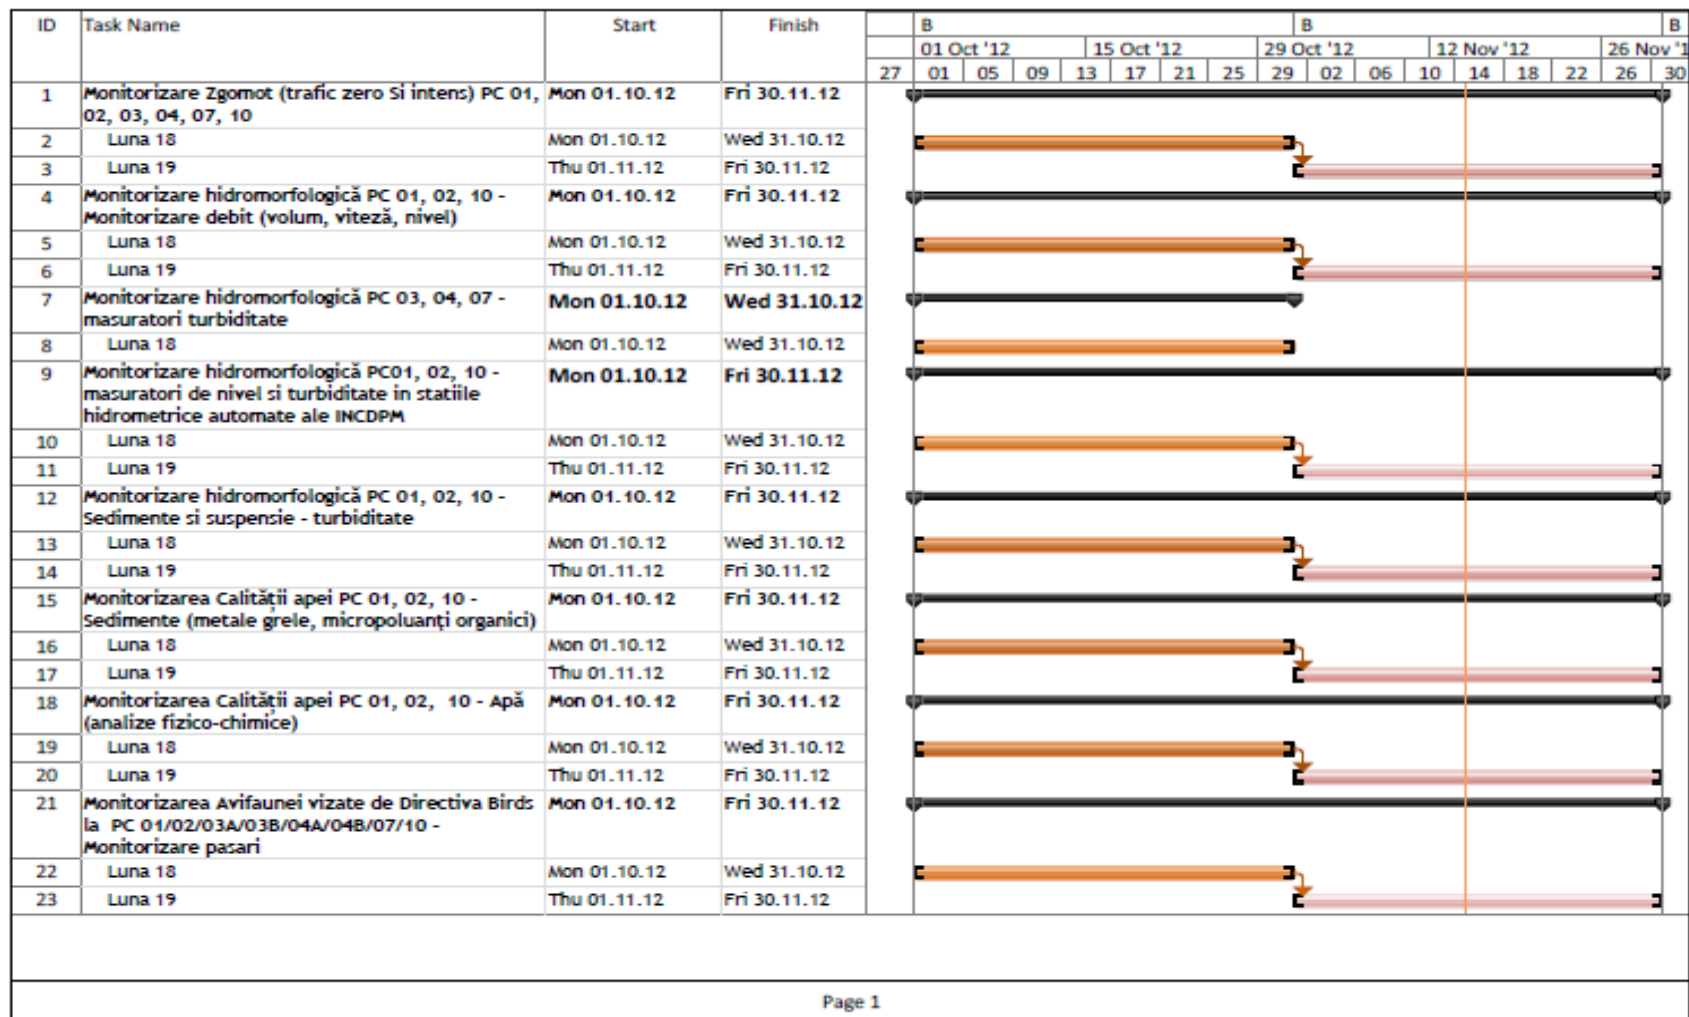 ID Task Name Start Finish B B B
01 Oct '12 15 Oct '12 29 Oct '12 12 Nov '12 26 Nov '1
27 01 05 09 13 17 21 25 29 02 06 10 14 18 22 26 30
1 Monitorizare Zgomot (trafic zero Si intens) PC 01, Mon 01.10.12 Fri 30.11.12
02, 03, 04, 07, 10
2 Luna 18 Mon 01.10.12 Wed 31.10.12
3 Luna 19 Thu 01.11.12 Fri 30.11.12
4 Monitorizare hidromorfologică PC 01, 02, 10 - Mon 01.10.12 Fri 30.11.12
Monitorizare debit (volum, viteză, nivel)
5 Luna 18 Mon 01.10.12 Wed 31.10.12
6 Luna 19 Thu 01.11.12 Fri 30.11.12
7 Monitorizare hidromorfologică PC 03, 04, 07 - Mon 01.10.12 Wed 31.10.12
masuratori turbiditate
8 Luna 18 Mon 01.10.12 Wed 31.10.12
9 Monitorizare hidromorfologică PC01, 02, 10 - Mon 01.10.12 Fri 30.11.12
masuratori de nivel si turbiditate in statiile
hidrometrice automate ale INCDPM
10 Luna 18 Mon 01.10.12 Wed 31.10.12
11 Luna 19 Thu 01.11.12 Fri 30.11.12
12 Monitorizare hidromorfologică PC 01, 02, 10 - Mon 01.10.12 Fri 30.11.12
Sedimente si suspensie - turbiditate
13 Luna 18 Mon 01.10.12 Wed 31.10.12
14 Luna 19 Thu 01.11.12 Fri 30.11.12
15 Monitorizarea Calității apei PC 01, 02, 10 - Mon 01.10.12 Fri 30.11.12
Sedimente (metale grele, micropoluanți organici)
16 Luna 18 Mon 01.10.12 Wed 31.10.12
17 Luna 19 Thu 01.11.12 Fri 30.11.12
18 Monitorizarea Calității apei PC 01, 02, 10 - Apă Mon 01.10.12 Fri 30.11.12
(analize fizico-chimice)
19 Luna 18 Mon 01.10.12 Wed 31.10.12
20 Luna 19 Thu 01.11.12 Fri 30.11.12
21 Monitorizarea Avifaunei vizate de Directiva Birds Mon 01.10.12 Fri 30.11.12
la PC 01/02/03A/03B/04A/04B/07/10 -
Monitorizare pasari
22 Luna 18 Mon 01.10.12 Wed 31.10.12
23 Luna 19 Thu 01.11.12 Fri 30.11.12
Page 1